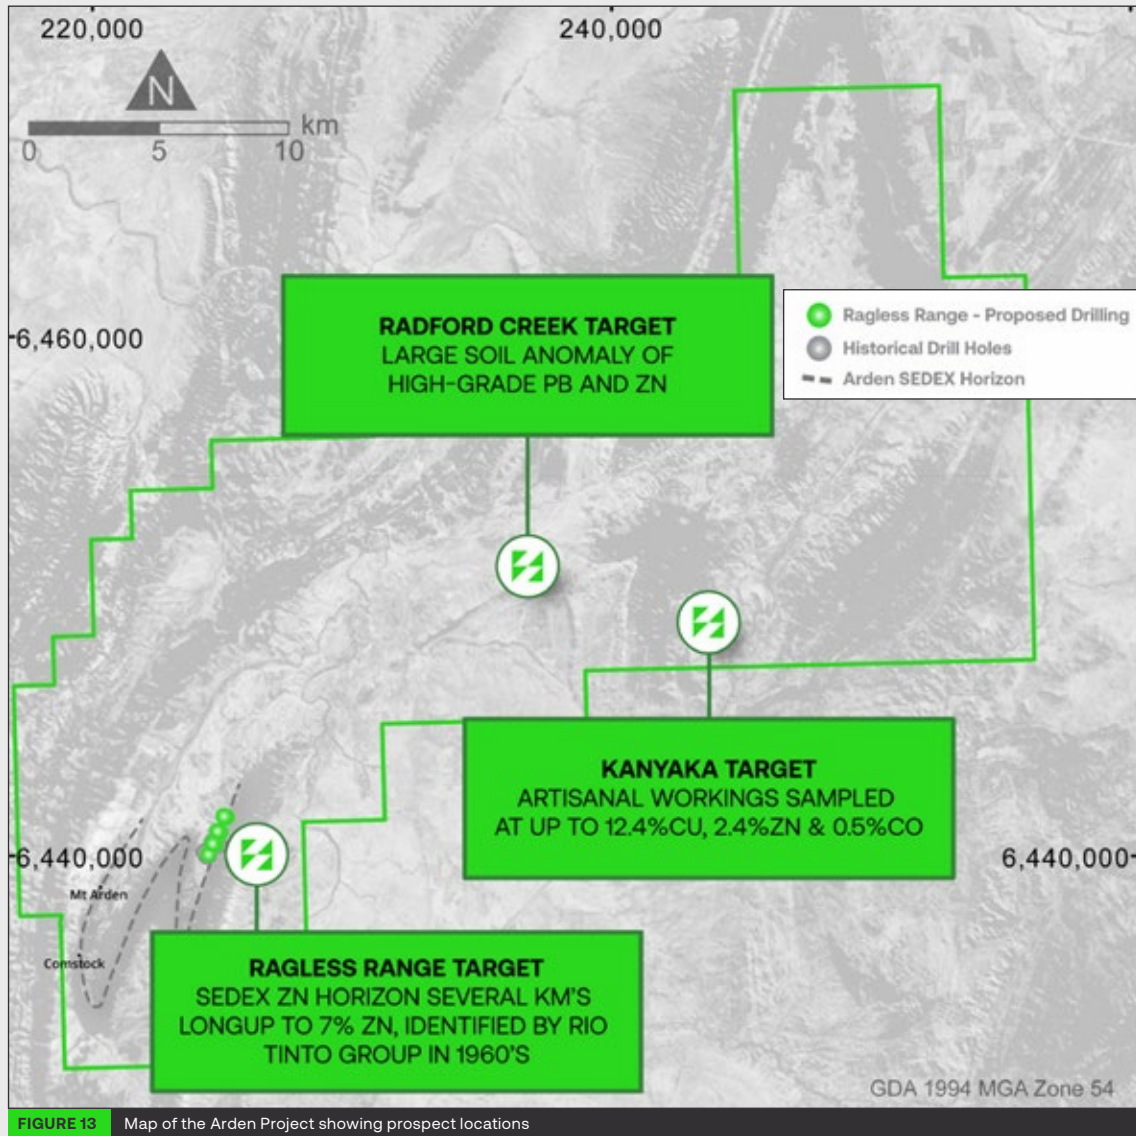 220,000
240,000
N
km
0 5 10
RADFORD CREEK TARGET
LARGE SOIL ANOMALY OF
HIGH-GRADE PB AND ZN
Ragless Range - Proposed Drilling
Historical Drill Holes
Arden SEDEX Horizon
6,460,000
KANYAKA TARGET
ARTISANAL WORKINGS SAMPLED
AT UP TO 12.4%CU, 2.4%ZN & 0.5%CO
6,440,000
6,440,000
Mt Arden
Comstock
RAGLESS RANGE TARGET
SEDEX ZN HORIZON SEVERAL KM'S
LONGUP TO 7% ZN, IDENTIFIED BY RIO
TINTO GROUP IN 1960'S
GDA 1994 MGA Zone 54
FIGURE 13 Map of the Arden Project showing prospect locations